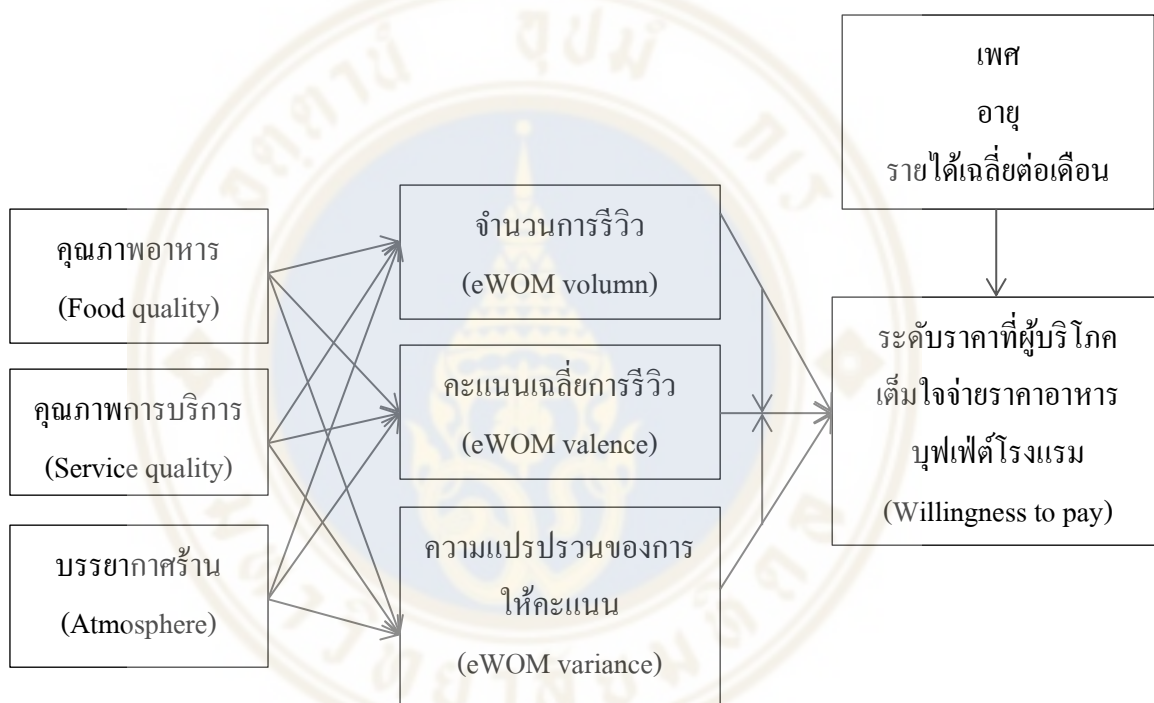 เพศ
อายุ
รายได้เฉลี่ยต่อเดือน
คุณภาพอาหาร
(Food quality)
คุณภาพการบริการ
(Service quality)
บรรยากาศร้าน
(Atmosphere)
จำนวนการรีวิว
(eWOM volumn)
คะแนนเฉลี่ยการรีวิว
(eWOM valence)
ความแปรปรวนของการ
ให้คะแนน
(eWOM variance)
ระดับราคาที่ผู้บริโภค
เต็มใจจ่ายราคาอาหาร
บุฟเฟ่ต์โรงแรม
(Willingness to pay)